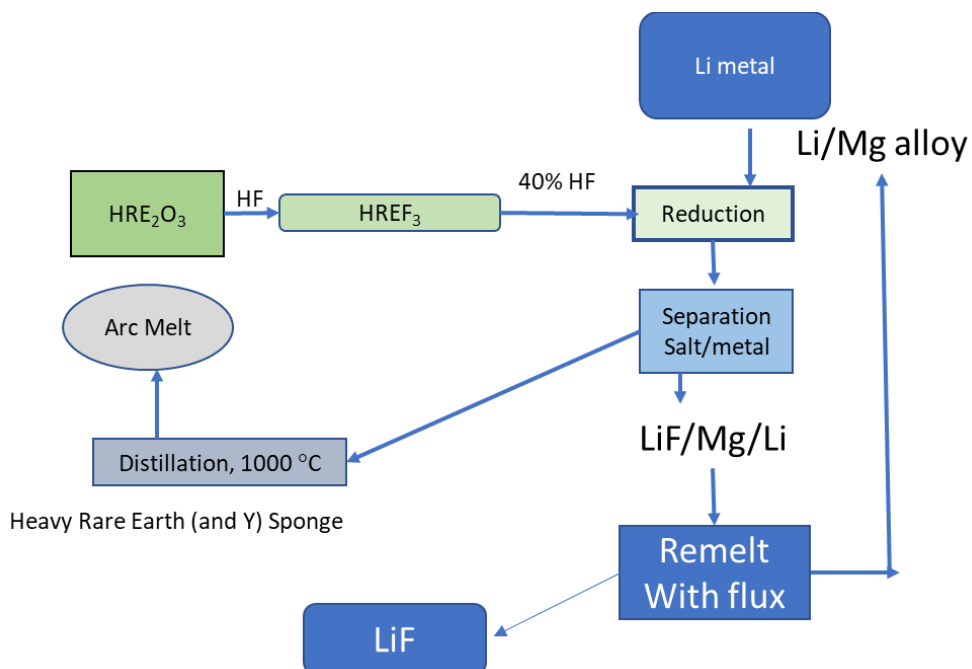 Li metal
Li/Mg alloy
HRE₂O₃
HF
HREF₃
40% HF
Reduction
Arc Melt
Separation
Salt/metal
LiF/Mg/Li
Distillation, 1000 °C
Heavy Rare Earth (and Y) Sponge
Remelt
With flux
LiF